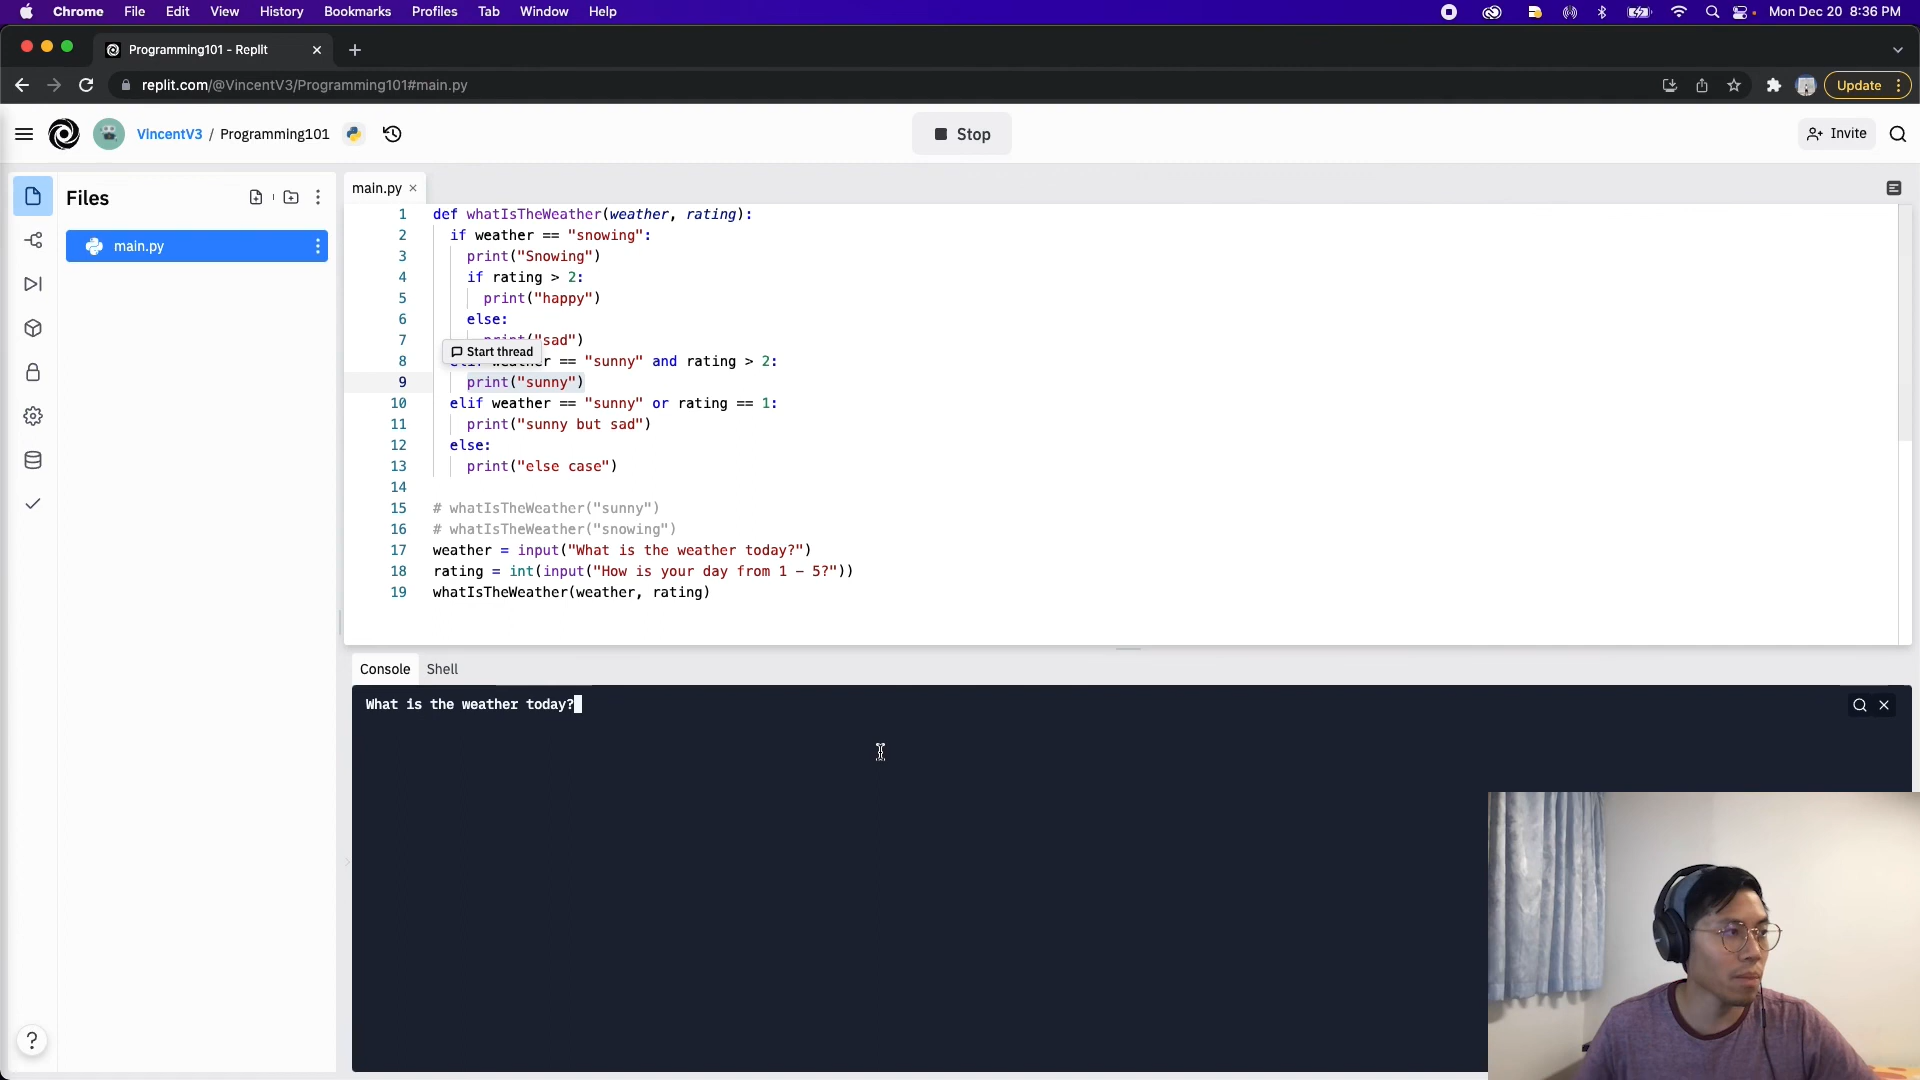 Chrome File Edit View History Bookmarks Profiles Tab Window Help Mon Dec 20 8:36 PM
Programming101 - Replit
replit.com/@VincentV3/Programming101#main.py Update
VincentV3 / Programming101 Stop Invite
Files
main.py
main.py
1 def whatIsTheWeather(weather, rating):
2 if weather == "snowing":
3 print("Snowing")
4 if rating > 2:
5 print("happy")
6 else:
7 "sad")
Start thread
8 == "sunny" and rating > 2:
9 print("sunny")
10 elif weather == "sunny" or rating == 1:
11 print("sunny but sad")
12 else:
13 print("else case")
14
15 # whatIsTheWeather("sunny")
16 # whatIsTheWeather("snowing")
17 weather = input("What is the weather today?")
18 rating = int(input("How is your day from 1 - 5?"))
19 whatIsTheWeather(weather, rating)
Console Shell
What is the weather today?
?